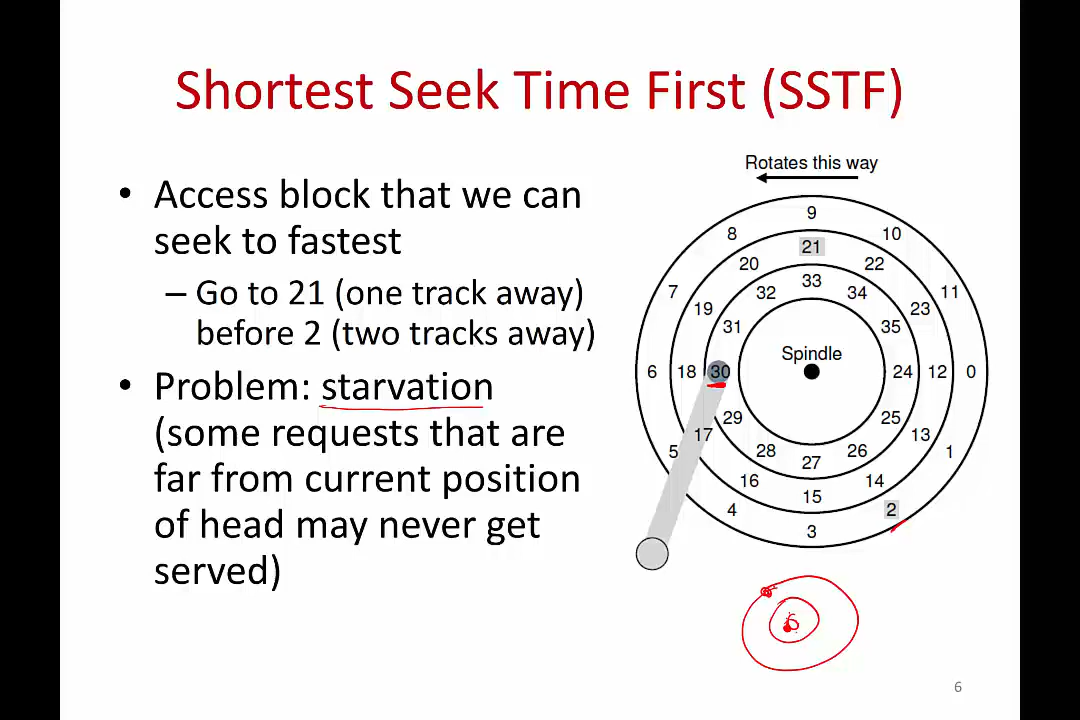 Shortest Seek Time First (SSTF)
• Access block that we can
seek to fastest
– Go to 21 (one track away)
before 2 (two tracks away)
• Problem: starvation
(some requests that are
far from current position
of head may never get
served)
Rotates this way
9
8 10
21
20 22
7 33 11
32 34
19 23
31 35
Spindle
6 18 30 24 12 0
29 25
17 13
5 28 26 1
27
16 14
15
4 2
3
6